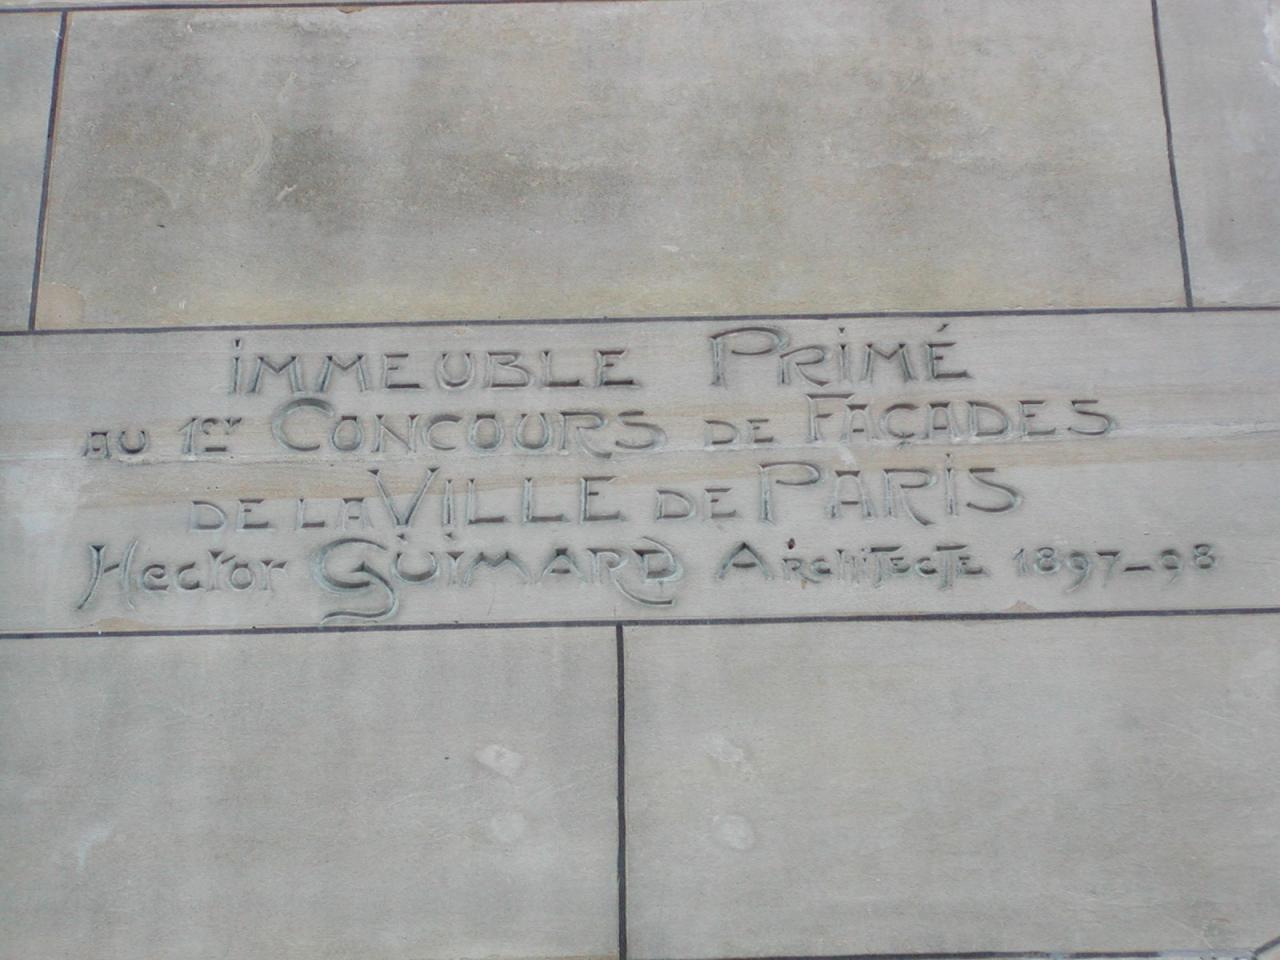 IMMEUBLE PRIMÉ
AU 1er CONCOURS DE FAÇADES
DE LA VILLE DE PARIS
Hector GUIMARD ARCHITECTE 1897-98